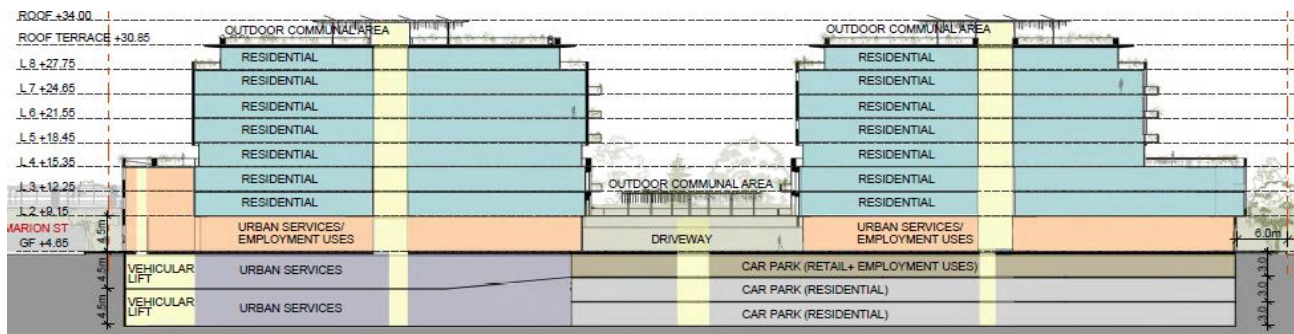 ROOF +34.00
OUTDOOR COMMUNAL AREA
OUTDOOR COMMUNAL AREA
ROOF TERRACE +30.85
RESIDENTIAL
RESIDENTIAL
L 8 +27.75
RESIDENTIAL
RESIDENTIAL
L 7 +24.65
RESIDENTIAL
RESIDENTIAL
L 6 +21.55
RESIDENTIAL
RESIDENTIAL
L 5 +18.45
RESIDENTIAL
RESIDENTIAL
L 4 +15.35
RESIDENTIAL
RESIDENTIAL
L 3 +12.25
OUTDOOR COMMUNAL AREA
RESIDENTIAL
RESIDENTIAL
L 2 +9.15
MARION ST
4.5m
URBAN SERVICES/
EMPLOYMENT USES
DRIVEWAY
URBAN SERVICES/
EMPLOYMENT USES
6.0m
GF +4.65
4.5m
VEHICULAR
LIFT
URBAN SERVICES
CAR PARK (RETAIL+ EMPLOYMENT USES)
3.0
CAR PARK (RESIDENTIAL)
3.0
4.5m
VEHICULAR
LIFT
URBAN SERVICES
CAR PARK (RESIDENTIAL)
3.0